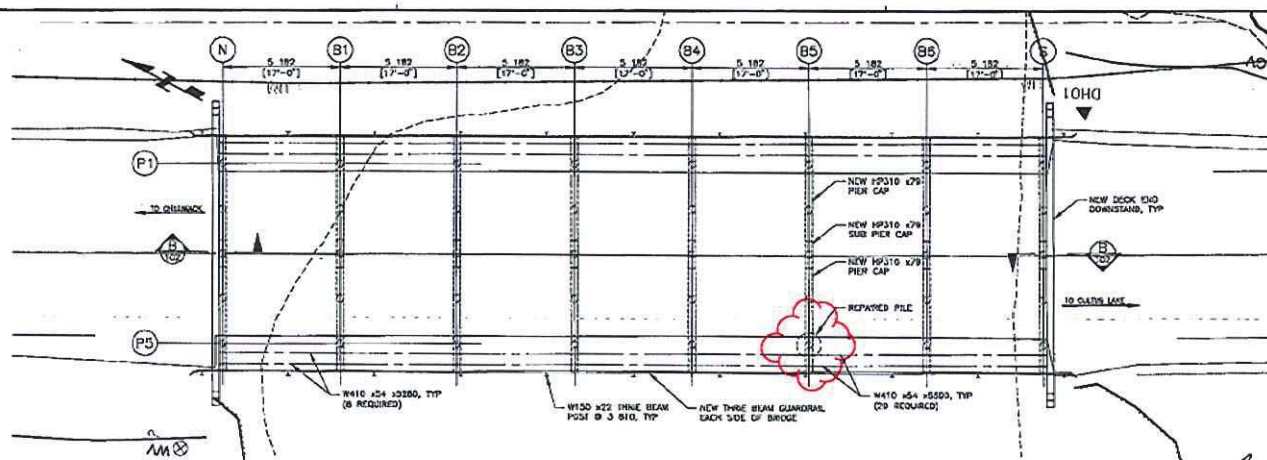 N B1 B2 B3 B4 B5 B6 S
5 182 5 182 5 182 5 182 5 182 5 182 5 182
[17'-0"] [17'-0"] [17'-0"] [17'-0"] [17'-0"] [17'-0"] [17'-0"]
DH01
P1
NEW HP310 x79
PIER CAP
NEW DECK END
DOWNSTAND, TYP
TO CHILLIWACK
NEW HP310 x79
SUB PIER CAP
B
102
B
102
NEW HP310 x79
PIER CAP
TO CULTUS LAKE
REPAIRED PILE
P5
W410 x54 x5280, TYP
(8 REQUIRED)
W150 x22 THRIE BEAM
POST @ 3 810, TYP
NEW THRIE BEAM GUARDRAIL
EACH SIDE OF BRIDGE
W410 x54 x5500, TYP
(20 REQUIRED)